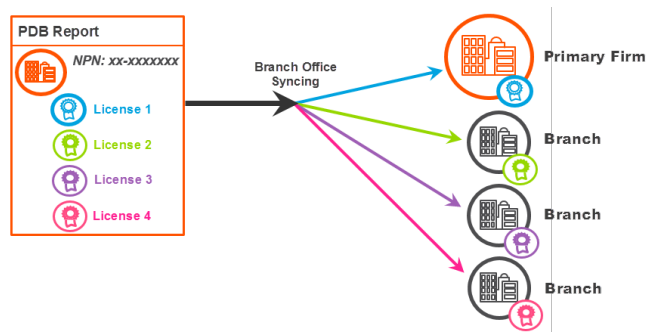 PDB Report
NPN: xx-xxxxxxx
License 1
License 2
License 3
License 4
Branch Office
Syncing
Primary Firm
Branch
Branch
Branch